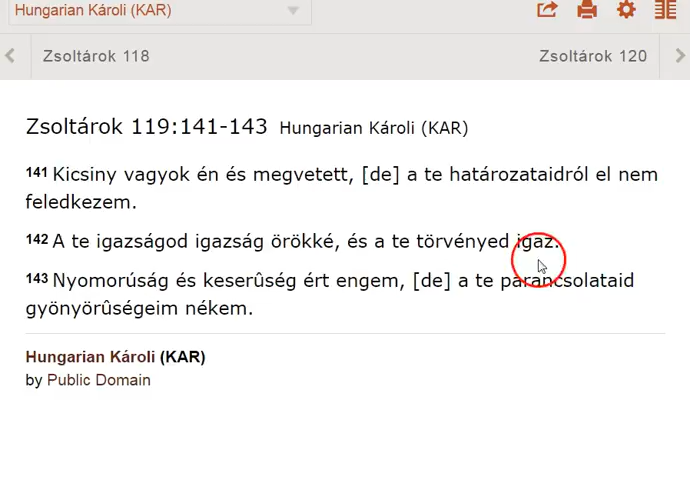 Hungarian Károli (KAR)
Zsoltárok 118
Zsoltárok 120
Zsoltárok 119:141-143 Hungarian Károli (KAR)
141 Kicsiny vagyok én és megvetett, [de] a te határozataidról el nem
feledkezem.
142 A te igazságod igazság örökké, és a te törvényed igaz.
143 Nyomorúság és keserûség ért engem, [de] a te parancsolataid
gyönyörûségeim nékem.
Hungarian Károli (KAR)
by Public Domain